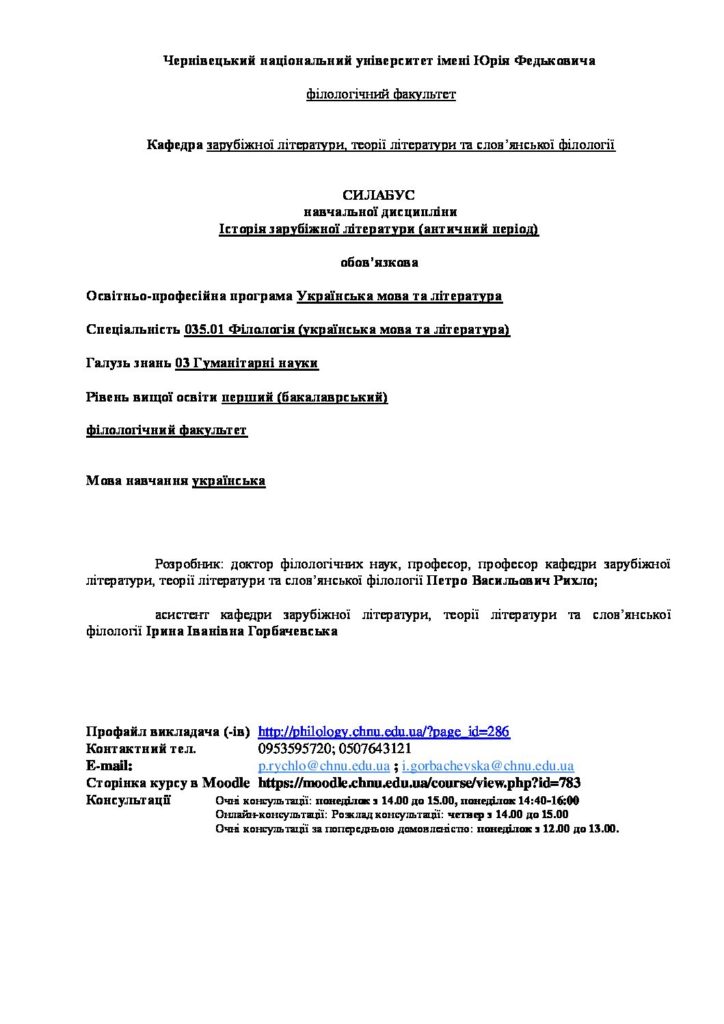 Чернівецький національний університет імені Юрія Федьковича
філологічний факультет
Кафедра зарубіжної літератури, теорії літератури та слов’янської філології
СИЛАБУС
навчальної дисципліни
Історія зарубіжної літератури (античний період)
обов’язкова
Освітньо-професійна програма Українська мова та література
Спеціальність 035.01 Філологія (українська мова та література)
Галузь знань 03 Гуманітарні науки
Рівень вищої освіти перший (бакалаврський)
філологічний факультет
Мова навчання українська
Розробник: доктор філологічних наук, професор, професор кафедри зарубіжної
літератури, теорії літератури та слов’янської філології Петро Васильович Рихло;
асистент кафедри зарубіжної літератури, теорії літератури та слов’янської
філології Ірина Іванівна Горбачевська
Профайл викладача (-ів) http://philology.chnu.edu.ua/?page_id=286
Контактний тел. 0953595720; 0507643121
E-mail: p.rychlo@chnu.edu.ua ; i.gorbachevska@chnu.edu.ua
Сторінка курсу в Moodle https://moodle.chnu.edu.ua/course/view.php?id=783
Консультації Очні консультації: понеділок з 14.00 до 15.00, понеділок 14:40-16:00
Онлайн-консультації: Розклад консультації: четвер з 14.00 до 15.00
Очні консультації за попередньою домовленістю: понеділок з 12.00 до 13.00.